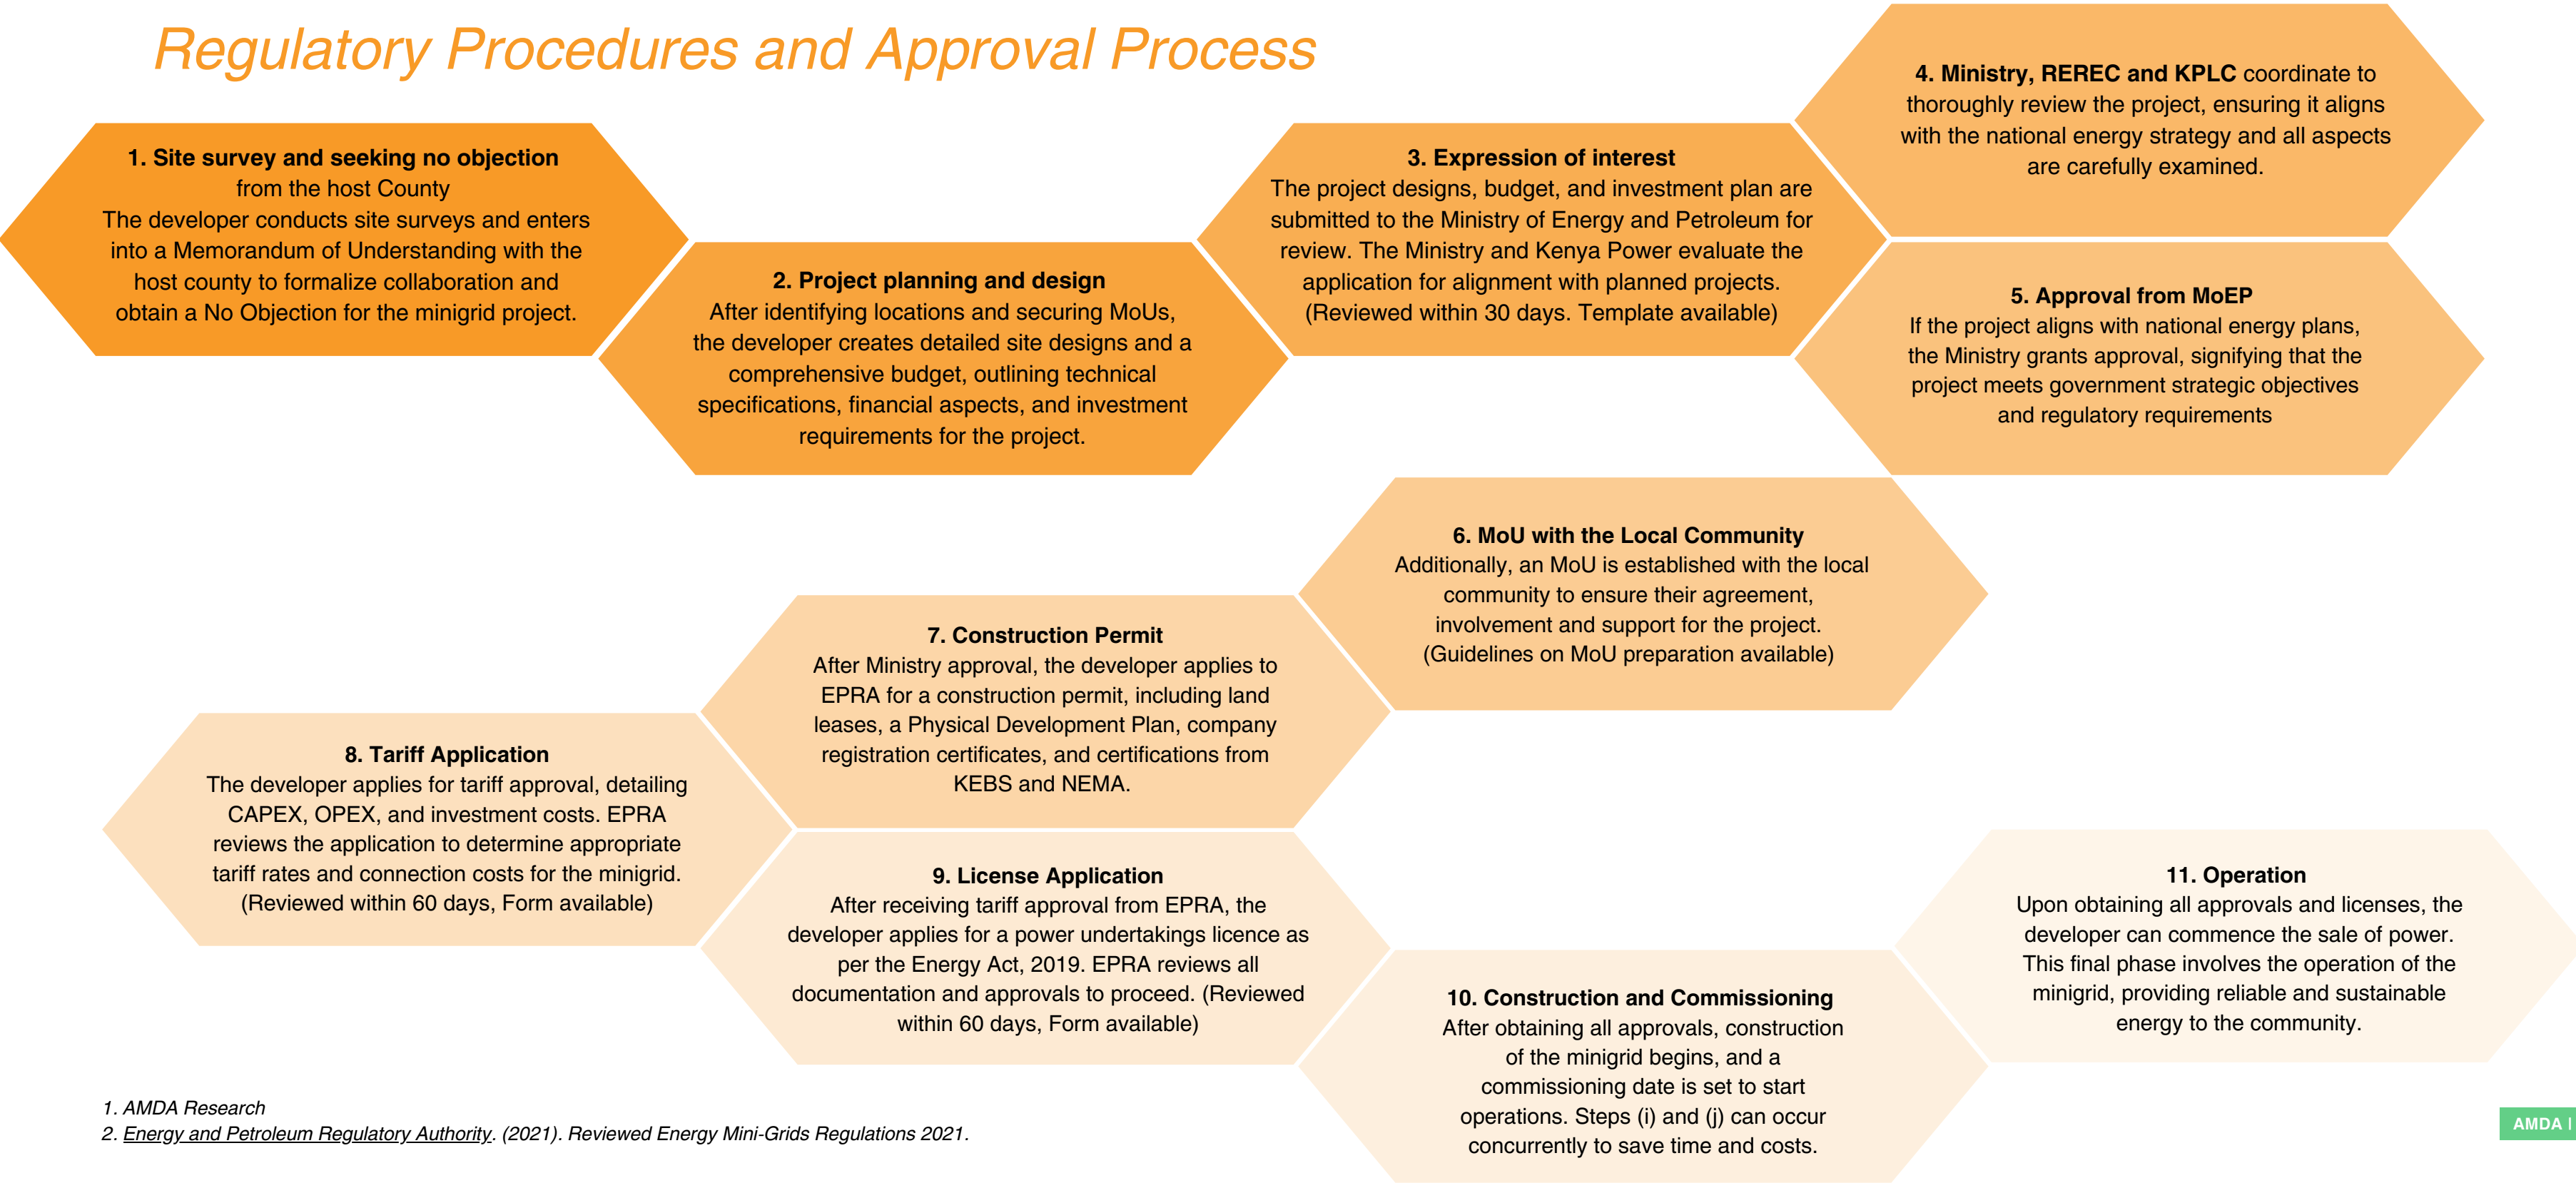 Regulatory Procedures and Approval Process
1. Site survey and seeking no objection
from the host County
The developer conducts site surveys and enters
into a Memorandum of Understanding with the
host county to formalize collaboration and
obtain a No Objection for the minigrid project.
2. Project planning and design
After identifying locations and securing MoUs,
the developer creates detailed site designs and a
comprehensive budget, outlining technical
specifications, financial aspects, and investment
requirements for the project.
3. Expression of interest
The project designs, budget, and investment plan are
submitted to the Ministry of Energy and Petroleum for
review. The Ministry and Kenya Power evaluate the
application for alignment with planned projects.
(Reviewed within 30 days. Template available)
4. Ministry, REREC and KPLC coordinate to
thoroughly review the project, ensuring it aligns
with the national energy strategy and all aspects
are carefully examined.
5. Approval from MoEP
If the project aligns with national energy plans,
the Ministry grants approval, signifying that the
project meets government strategic objectives
and regulatory requirements
6. MoU with the Local Community
Additionally, an MoU is established with the local
community to ensure their agreement,
involvement and support for the project.
(Guidelines on MoU preparation available)
7. Construction Permit
After Ministry approval, the developer applies to
EPRA for a construction permit, including land
leases, a Physical Development Plan, company
registration certificates, and certifications from
KEBS and NEMA.
8. Tariff Application
The developer applies for tariff approval, detailing
CAPEX, OPEX, and investment costs. EPRA
reviews the application to determine appropriate
tariff rates and connection costs for the minigrid.
(Reviewed within 60 days, Form available)
9. License Application
After receiving tariff approval from EPRA, the
developer applies for a power undertakings licence as
per the Energy Act, 2019. EPRA reviews all
documentation and approvals to proceed. (Reviewed
within 60 days, Form available)
10. Construction and Commissioning
After obtaining all approvals, construction
of the minigrid begins, and a
commissioning date is set to start
operations. Steps (i) and (j) can occur
concurrently to save time and costs.
11. Operation
Upon obtaining all approvals and licenses, the
developer can commence the sale of power.
This final phase involves the operation of the
minigrid, providing reliable and sustainable
energy to the community.
1. AMDA Research
2. Energy and Petroleum Regulatory Authority. (2021). Reviewed Energy Mini-Grids Regulations 2021.
AMDA |